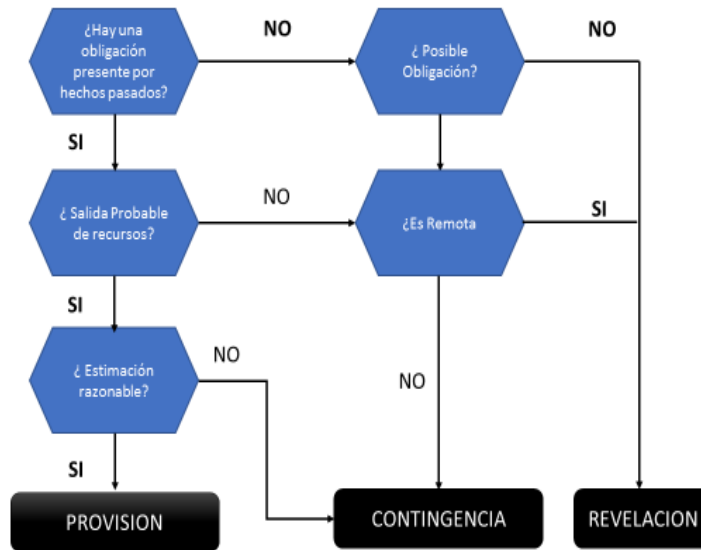 ¿Hay una
obligación
presente por
hechos pasados?
NO
¿ Posible
Obligación?
NO
SI
¿ Salida Probable
de recursos?
NO
¿Es Remota
SI
SI
¿ Estimación
razonable?
NO
NO
SI
PROVISION
CONTINGENCIA
REVELACION